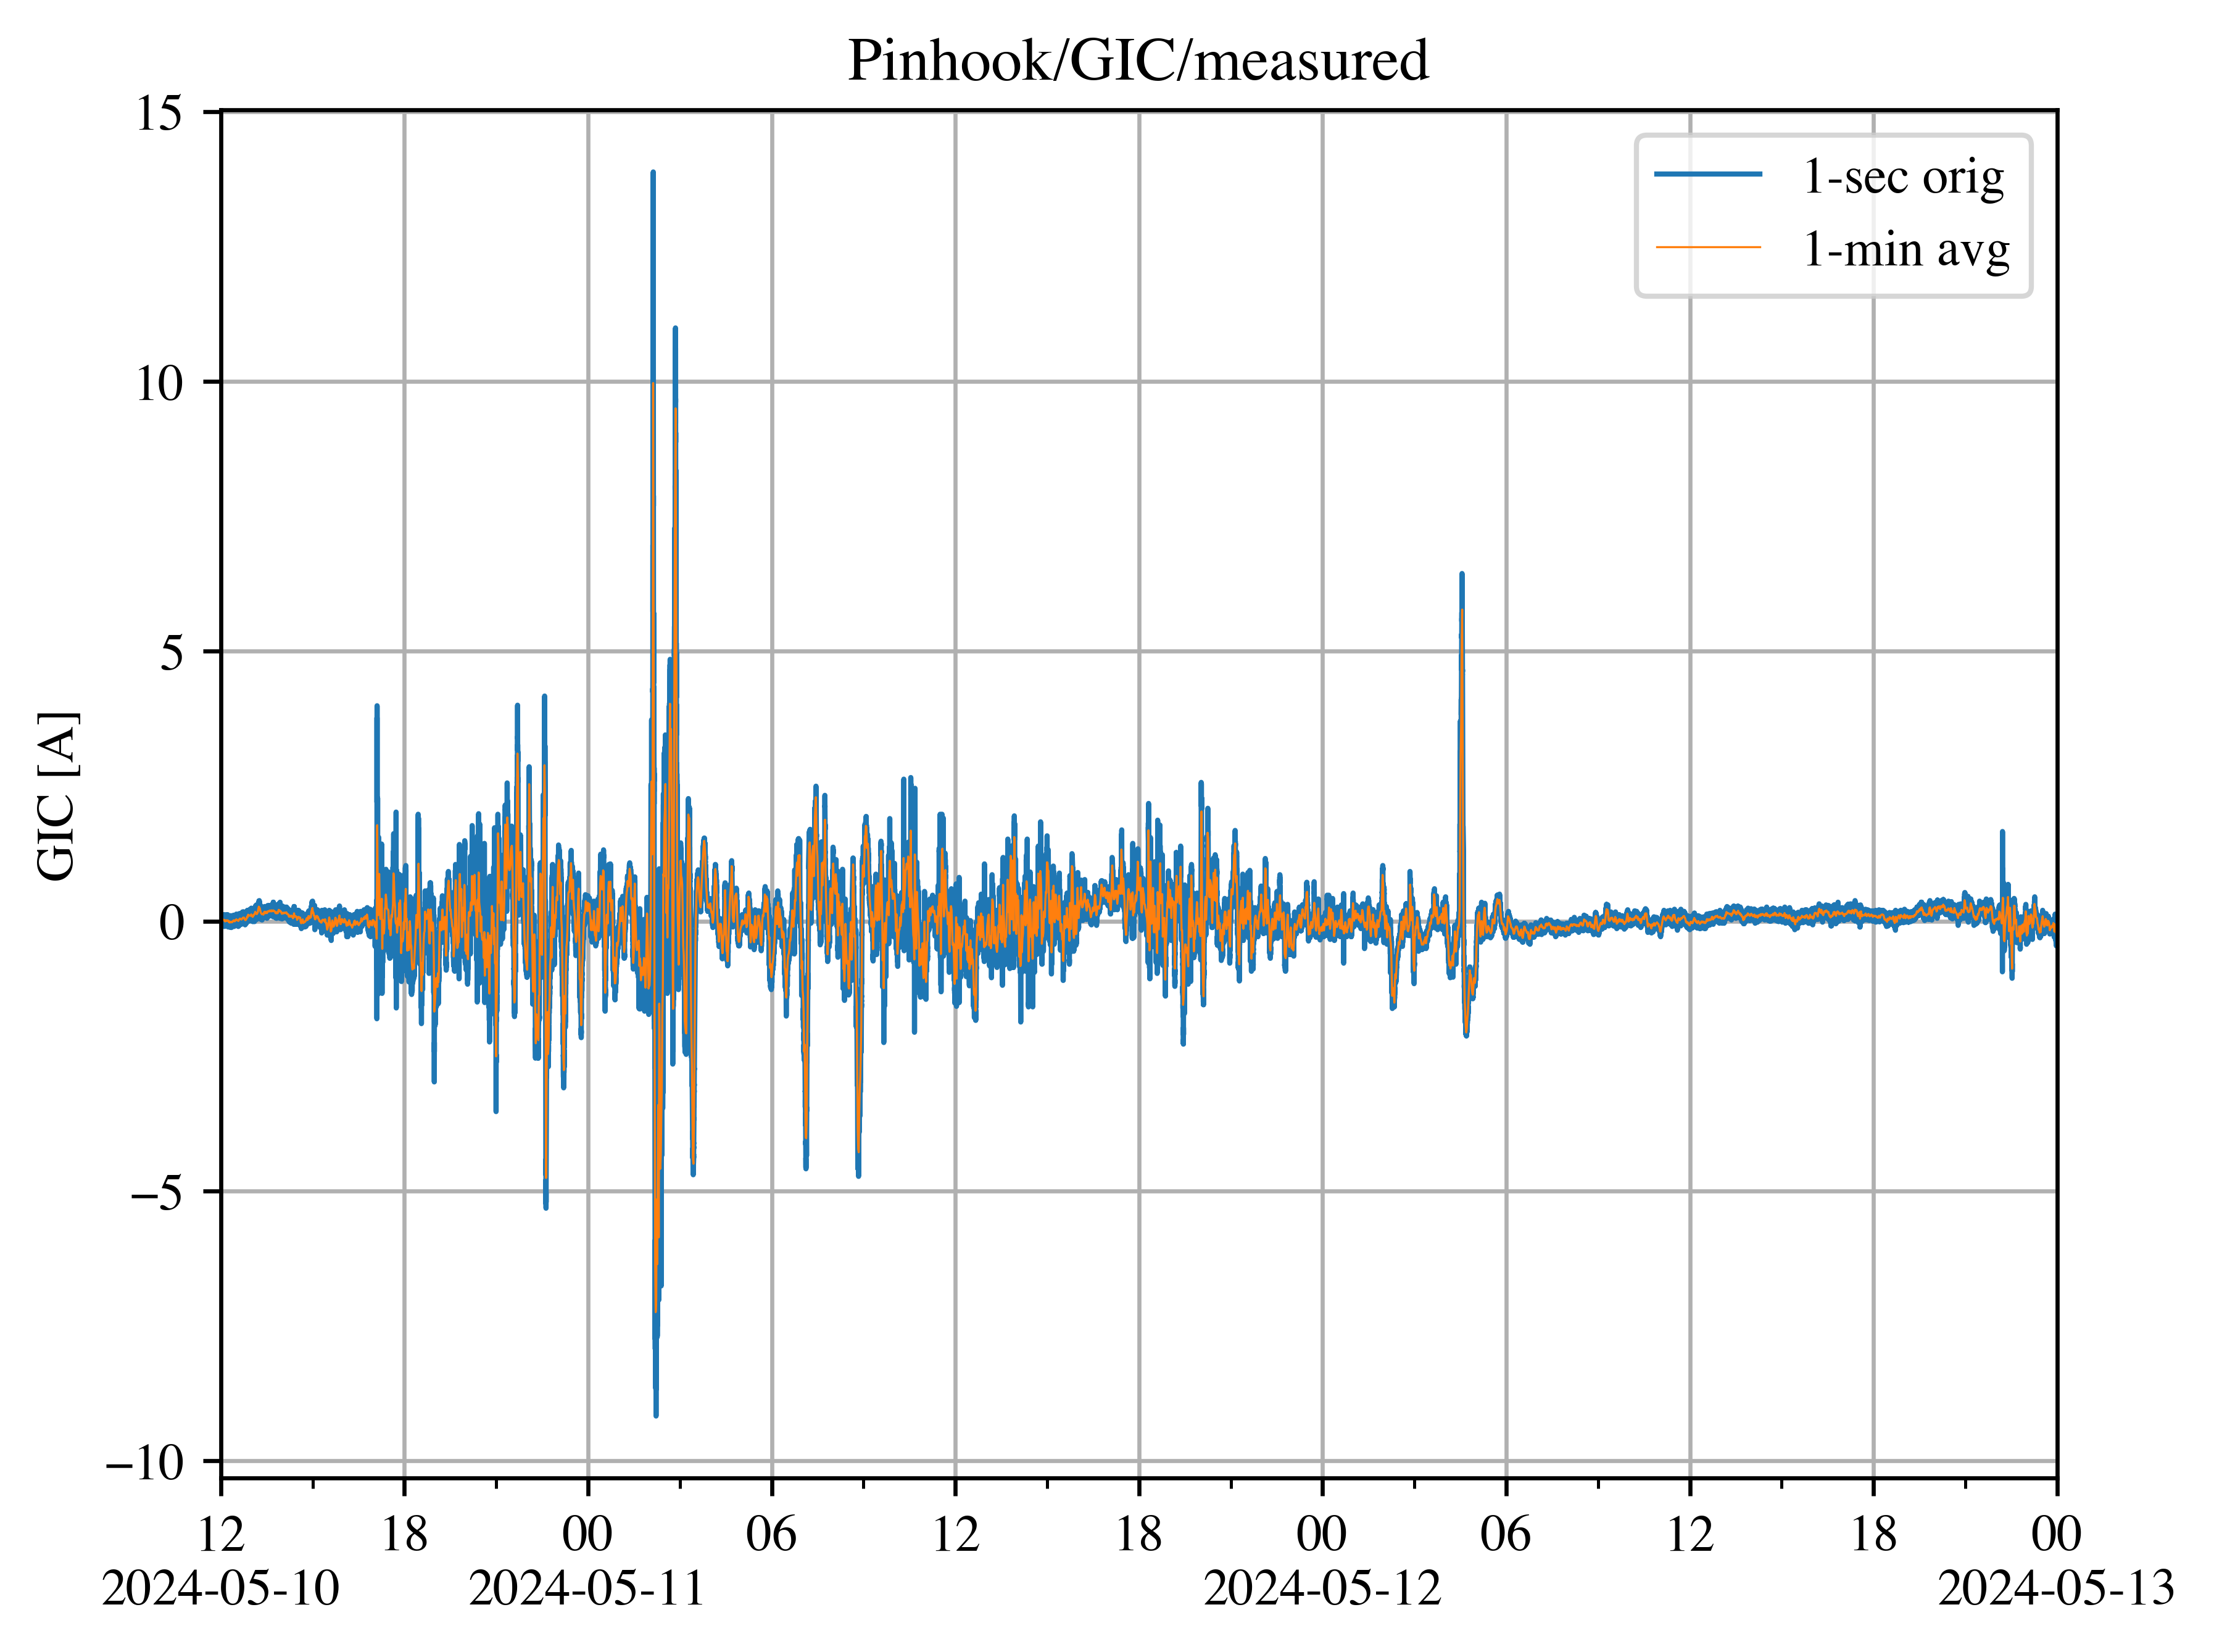 Pinhook/GIC/measured
15
10
5
0
−5
−10
GIC [A]
1-sec orig
1-min avg
12 18 00 06 12 18 00 06 12 18 00
2024-05-10 2024-05-11 2024-05-12 2024-05-13